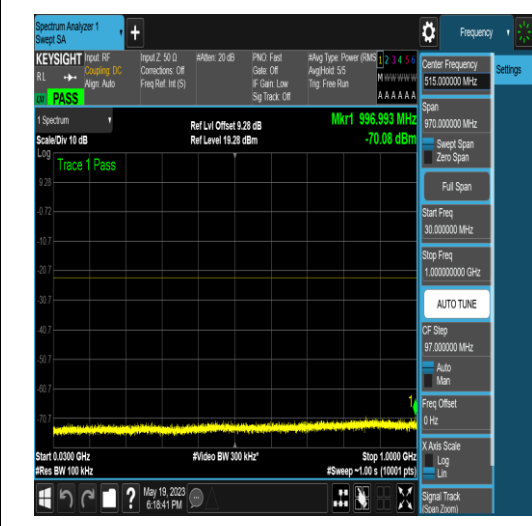 Spectrum Analyzer 1
Swept SA
+
Frequency
KEYSIGHT
RL
PASS
Input: RF
Coupling: DC
Align: Auto
Input Z: 50 Ω
Corrections: Off
Freq Ref: Int (S)
#Atten: 20 dB
PNO: Fast
Gate: Off
IF Gain: Low
Sig Track: Off
#Avg Type: Power (RMS
Avg|Hold: 5/5
Trig: Free Run
1 2 3 4 5 6
M W W W W W
A A A A A A
1 Spectrum
Scale/Div 10 dB
Log
Ref Lvl Offset 9.28 dB
Ref Level 19.28 dBm
Mkr1 996.993 MHz
-70.08 dBm
Trace 1 Pass
9.28
-0.72
-10.7
-20.7
-30.7
-40.7
-50.7
-60.7
-70.7
1
Start 0.0300 GHz
#Res BW 100 kHz
#Video BW 300 kHz*
Stop 1.0000 GHz
#Sweep ~1.00 s (10001 pts)
May 19, 2023
6:18:41 PM
?
Center Frequency
515.000000 MHz
Span
970.000000 MHz
Swept Span
Zero Span
Full Span
Start Freq
30.000000 MHz
Stop Freq
1.000000000 GHz
AUTO TUNE
CF Step
97.000000 MHz
Auto
Man
Freq Offset
0 Hz
X Axis Scale
Log
Lin
Signal Track
(Span Zoom)
Settings